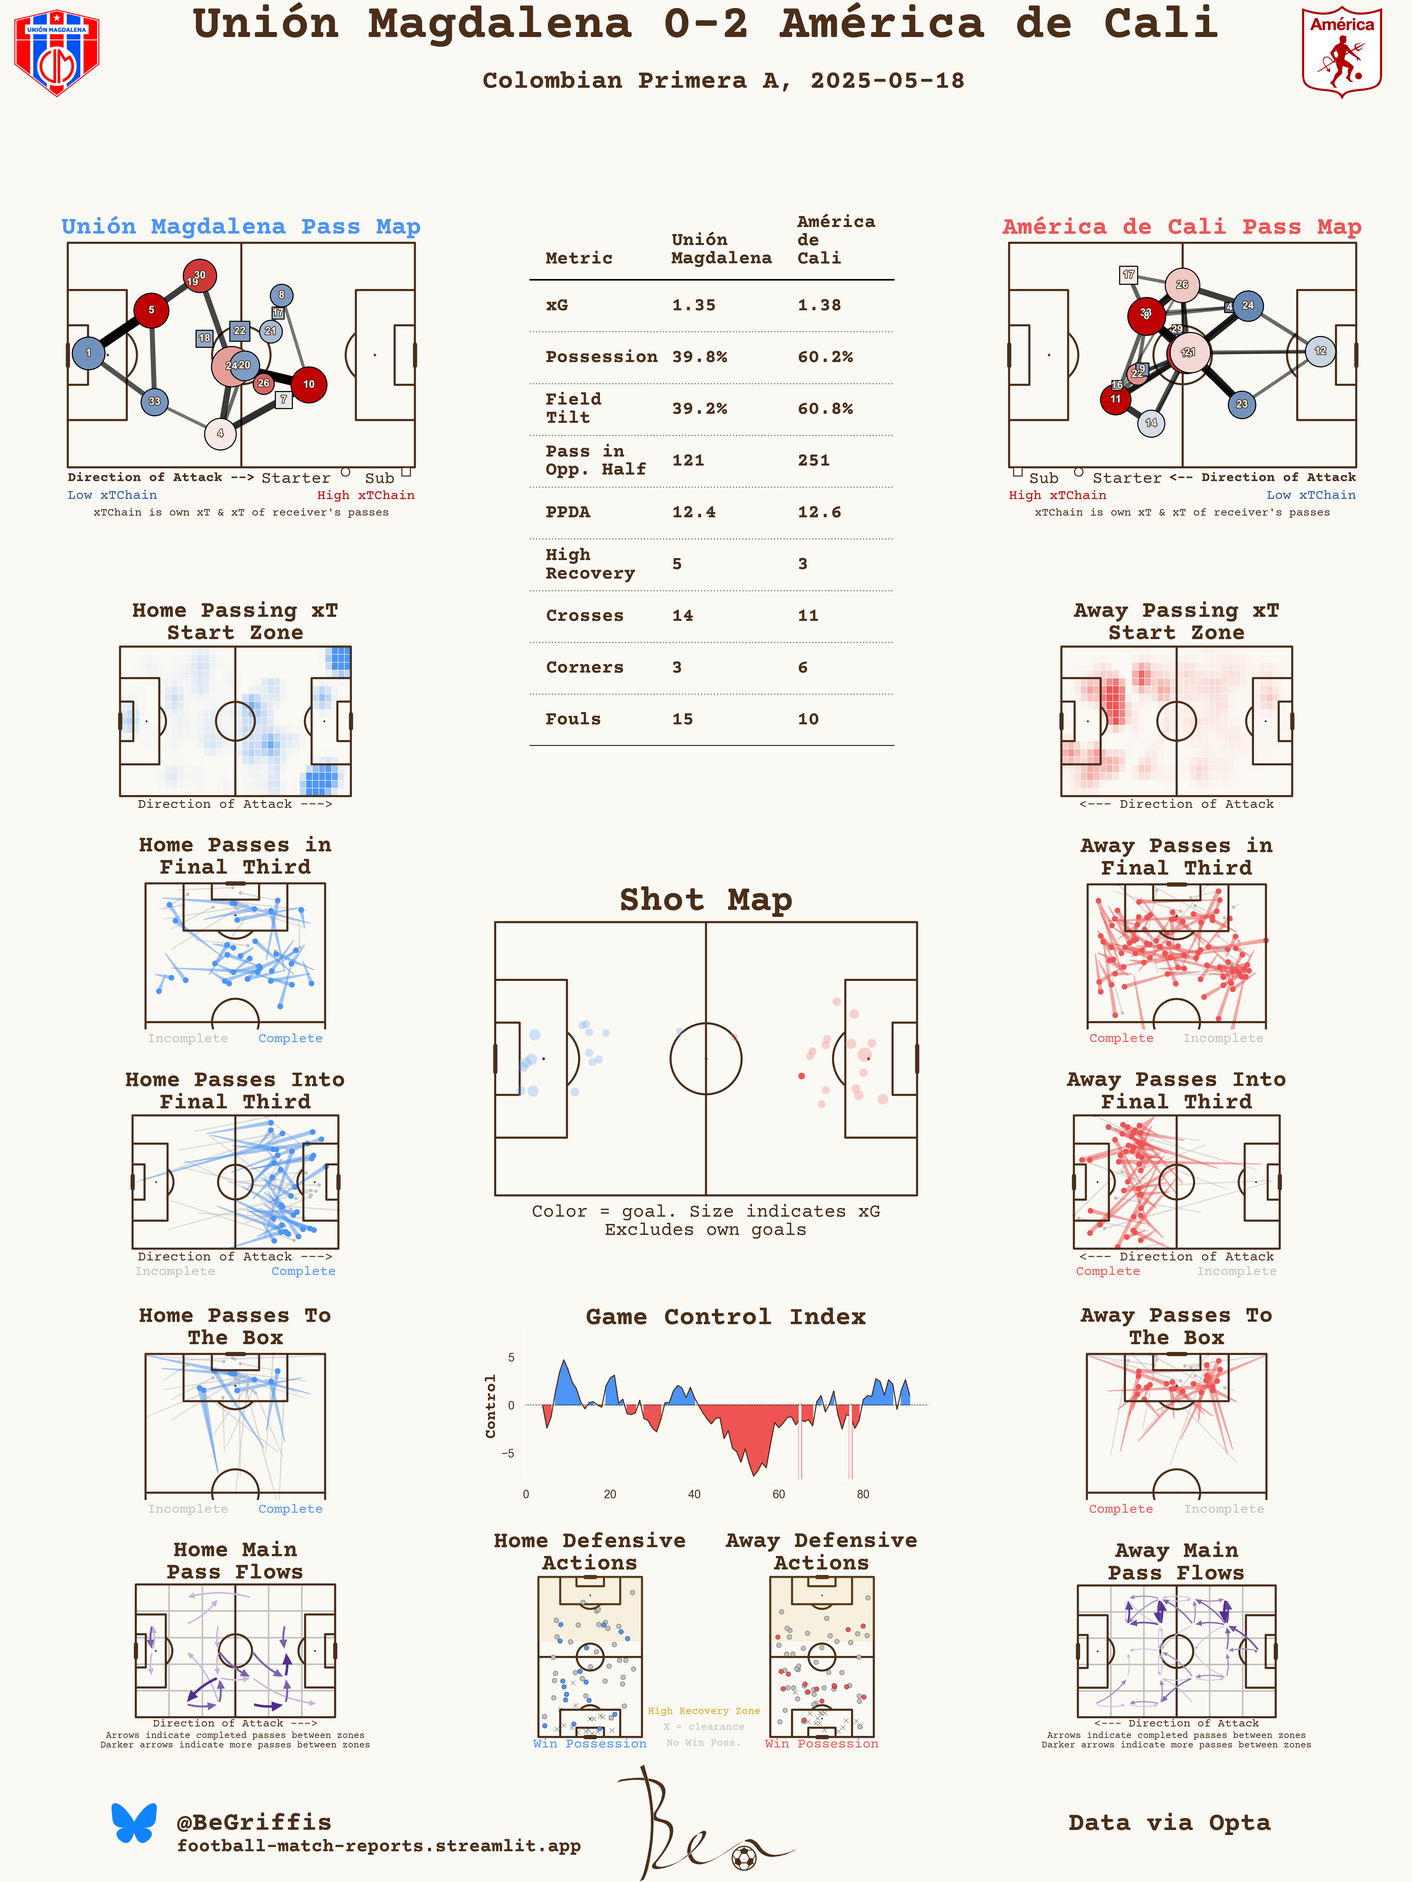 Unión Magdalena 0-2 América de Cali
Colombian Primera A, 2025-05-18
UNIÓN MAGDALENA
América
Unión Magdalena Pass Map
30
19
5
8
17
18
22
21
1
24
20
26
10
7
33
4
Direction of Attack --> Starter Sub
Low xTChain High xTChain
xTChain is own xT & xT of receiver's passes
Metric Unión Magdalena América de Cali
xG 1.35 1.38
Possession 39.8% 60.2%
Field Tilt 39.2% 60.8%
Pass in Opp. Half 121 251
PPDA 12.4 12.6
High Recovery 5 3
Crosses 14 11
Corners 3 6
Fouls 15 10
América de Cali Pass Map
17
26
4
24
8
29
21
12
22
9
16
11
14
23
Sub Starter <-- Direction of Attack
High xTChain Low xTChain
xTChain is own xT & xT of receiver's passes
Home Passing xT
Start Zone
Direction of Attack --->
Away Passing xT
Start Zone
<--- Direction of Attack
Home Passes in
Final Third
Incomplete Complete
Away Passes in
Final Third
Complete Incomplete
Shot Map
Color = goal. Size indicates xG
Excludes own goals
Home Passes Into
Final Third
Direction of Attack --->
Incomplete Complete
Away Passes Into
Final Third
<--- Direction of Attack
Complete Incomplete
Home Passes To
The Box
Incomplete Complete
Game Control Index
Control
5
0
−5
0 20 40 60 80
Away Passes To
The Box
Complete Incomplete
Home Main
Pass Flows
Direction of Attack --->
Arrows indicate completed passes between zones
Darker arrows indicate more passes between zones
Home Defensive
Actions
Win Possession
Away Defensive
Actions
Win Possession
High Recovery Zone
X = clearance
No Win Poss.
Away Main
Pass Flows
<--- Direction of Attack
Arrows indicate completed passes between zones
Darker arrows indicate more passes between zones
@BeGriffis
football-match-reports.streamlit.app
Ben
Data via Opta